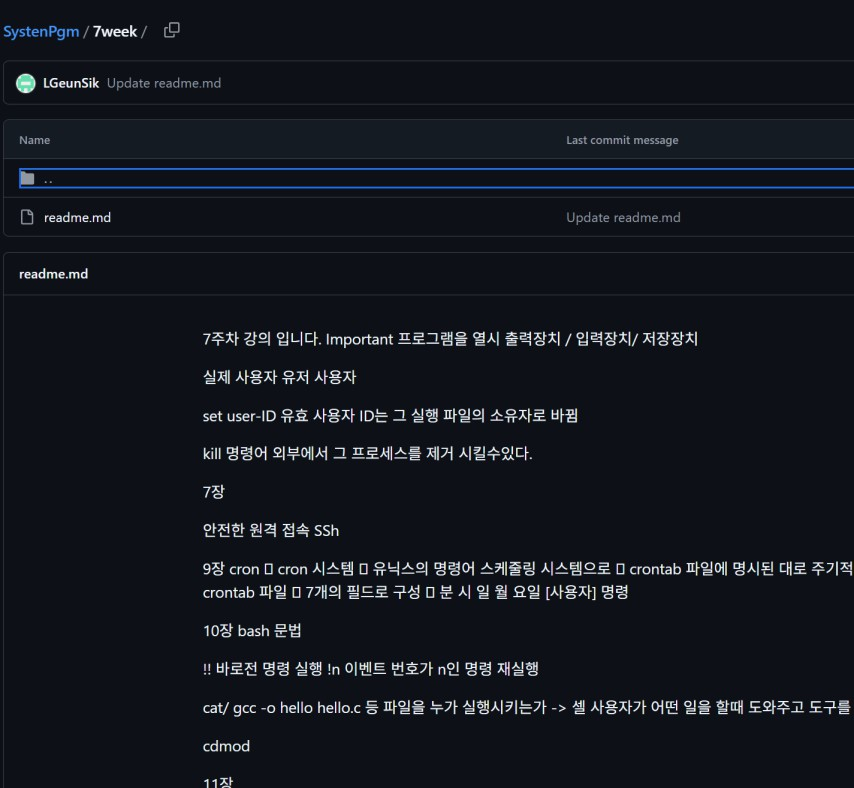 SystenPgm / 7week /
LGeunSik Update readme.md
Name Last commit message
..
readme.md Update readme.md
readme.md
7주차 강의 입니다. Important 프로그램을 열시 출력장치 / 입력장치/ 저장장치
실제 사용자 유저 사용자
set user-ID 유효 사용자 ID는 그 실행 파일의 소유자로 바뀜
kill 명령어 외부에서 그 프로세스를 제거 시킬수있다.
7장
안전한 원격 접속 SSh
9장 cron  cron 시스템  유닉스의 명령어 스케줄링 시스템으로  crontab 파일에 명시된 대로 주기적
crontab 파일  7개의 필드로 구성  분 시 일 월 요일 [사용자] 명령
10장 bash 문법
!! 바로전 명령 실행 !n 이벤트 번호가 n인 명령 재실행
cat/ gcc -o hello hello.c 등 파일을 누가 실행시키는가 -> 셀 사용자가 어떤 일을 할때 도와주고 도구를
cdmod
11장